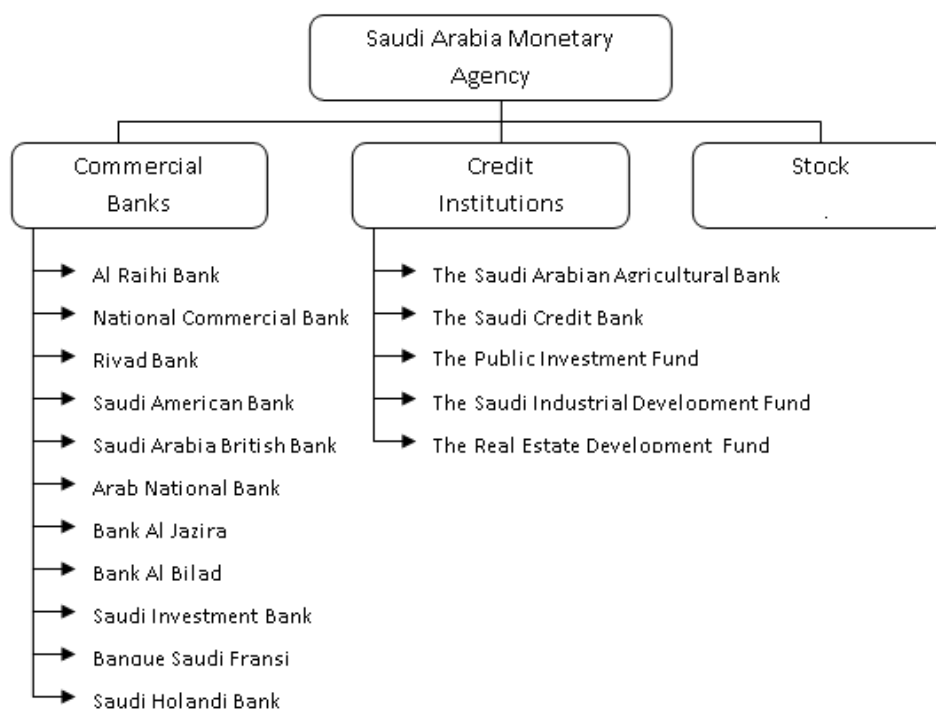 Saudi Arabia Monetary
Agency
Commercial
Banks
Credit
Institutions
Stock
.
Al Rajhi Bank
National Commercial Bank
Riyad Bank
Saudi American Bank
Saudi Arabia British Bank
Arab National Bank
Bank Al Jazira
Bank Al Bilad
Saudi Investment Bank
Banque Saudi Fransi
Saudi Holandi Bank
The Saudi Arabian Agricultural Bank
The Saudi Credit Bank
The Public Investment Fund
The Saudi Industrial Development Fund
The Real Estate Development Fund